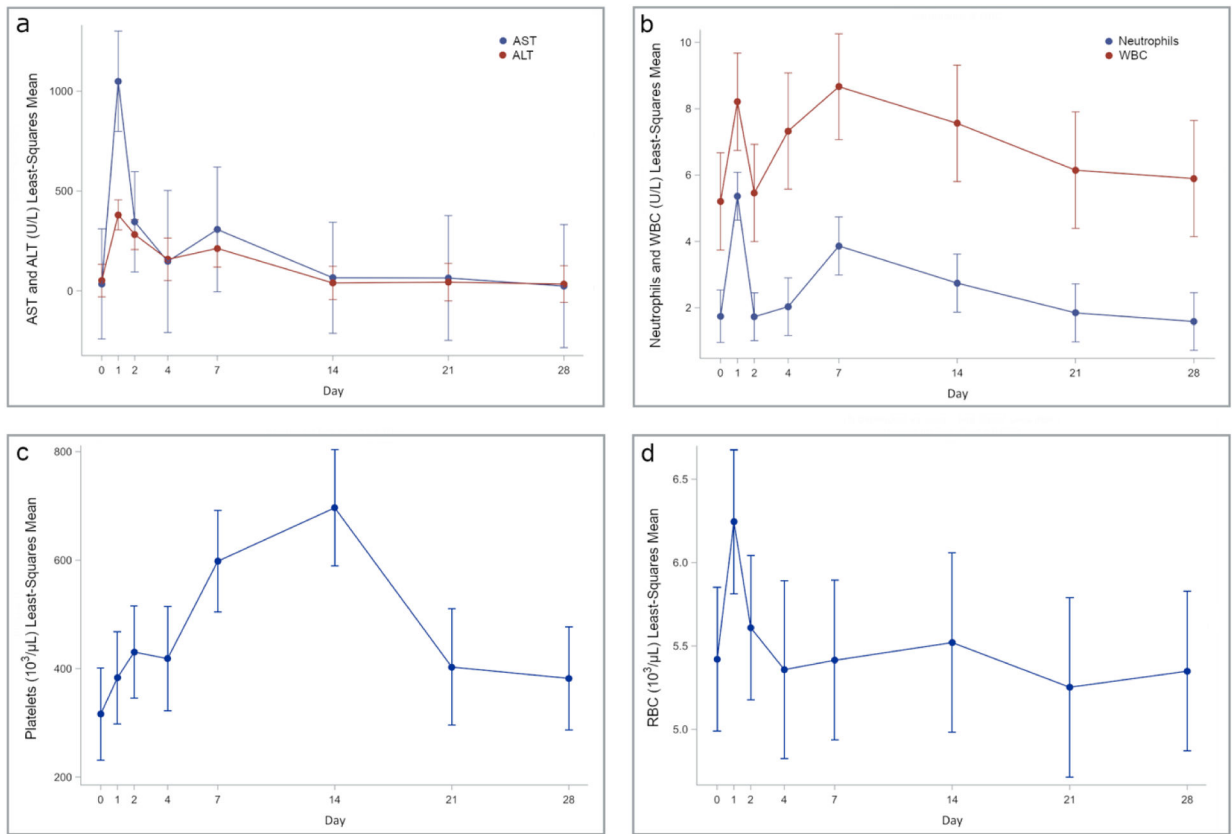 a
AST
ALT
AST and ALT (U/L) Least-Squares Mean
1000
500
0
0 1 2 4 7 14 21 28
Day
b
Neutrophils
WBC
Neutrophils and WBC (U/L) Least-Squares Mean
10
8
6
4
2
0 1 2 4 7 14 21 28
Day
c
Platelets (10³/μL) Least-Squares Mean
800
600
400
200
0 1 2 4 7 14 21 28
Day
d
RBC (10³/μL) Least-Squares Mean
6.5
6.0
5.5
5.0
0 1 2 4 7 14 21 28
Day